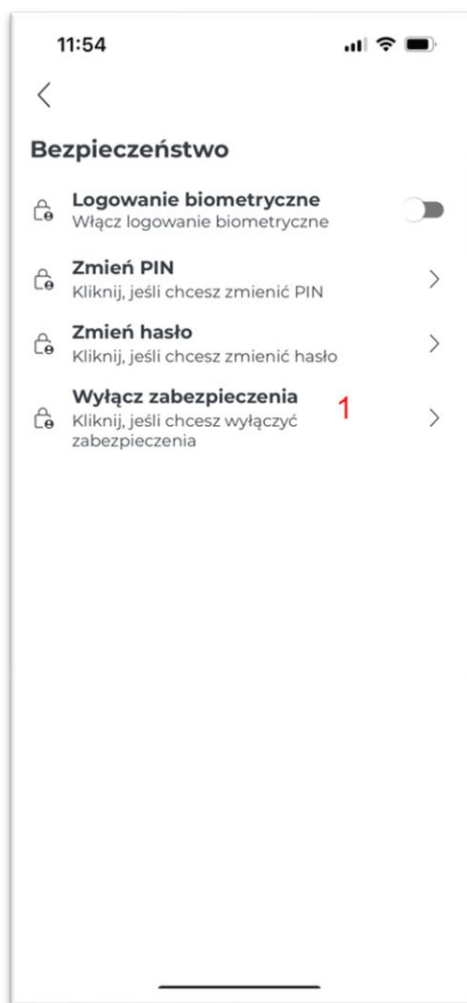 11:54
Bezpieczeństwo
Logowanie biometryczne
Włącz logowanie biometryczne
Zmień PIN
Kliknij, jeśli chcesz zmienić PIN
Zmień hasło
Kliknij, jeśli chcesz zmienić hasło
Wyłącz zabezpieczenia
1
Kliknij, jeśli chcesz wyłączyć
zabezpieczenia